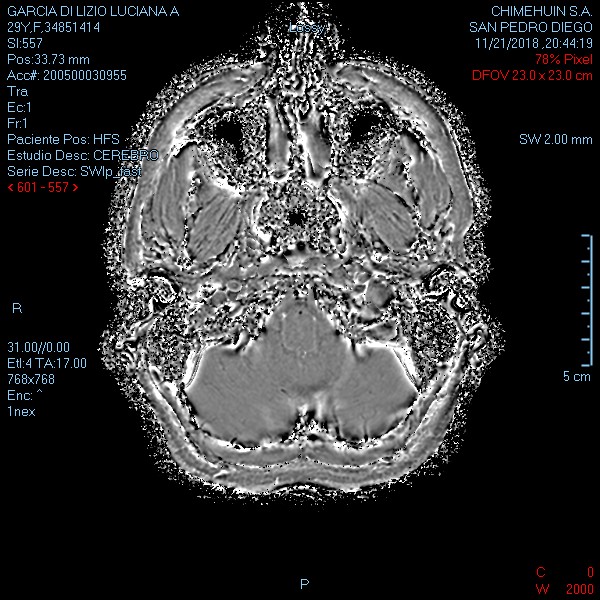 GARCIA DI LIZIO LUCIANA A
29Y,F,34851414
SI:557
Pos:33.73 mm
Acc#: 200500030955
Tra
Ec:1
Fr:1
Paciente Pos: HFS
Estudio Desc: CEREBRO
Serie Desc: SWIp_fast
< 601 - 557 >
Lossy
CHIMEHUIN S.A.
SAN PEDRO DIEGO
11/21/2018 ,20:44:19
78% Pixel
DFOV 23.0 x 23.0 cm
SW 2.00 mm
R
31.00//0.00
Etl:4 TA:17.00
768x768
Enc: ^
1nex
5 cm
P
C 0
W 2000